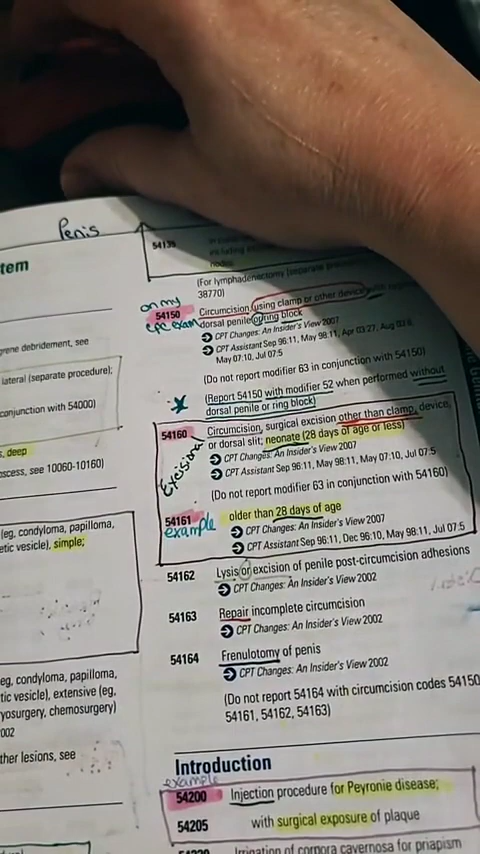 Penis
tem
grene debridement, see
lateral (separate procedure);
conjunction with 54000)
, deep
oscess, see 10060-10160)
(eg, condyloma, papilloma,
etic vesicle), simple;
eg, condyloma, papilloma,
tic vesicle), extensive (eg,
yosurgery, chemosurgery)
002
ther lesions, see
54135
nodes
(For lymphadenectomy (separate
38770)
on my
54150 Circumcision, using clamp or other device with
cpc exam dorsal penile or ring block
CPT Changes: An Insider's View 2007
CPT Assistant Sep 96:11, May 98:11, Apr 03:27, Aug
May 07:10, Jul 07:5
(Do not report modifier 63 in conjunction with 54150)
(Report 54150 with modifier 52 when performed without
dorsal penile or ring block)
54160 Circumcision, surgical excision other than clamp, device,
or dorsal slit; neonate (28 days of age or less)
CPT Changes: An Insider's View 2007
CPT Assistant Sep 96:11, May 98:11, May 07:10, Jul 07:5
(Do not report modifier 63 in conjunction with 54160)
Excisional
54161 older than 28 days of age
example
CPT Changes: An Insider's View 2007
CPT Assistant Sep 96:11, Dec 96:10, May 98:11, Jul 07:5
54162 Lysis or excision of penile post-circumcision adhesions
CPT Changes: An Insider's View 2002
54163 Repair incomplete circumcision
CPT Changes: An Insider's View 2002
54164 Frenulotomy of penis
CPT Changes: An Insider's View 2002
(Do not report 54164 with circumcision codes 54150
54161, 54162, 54163)
Introduction
example
54200 Injection procedure for Peyronie disease;
54205 with surgical exposure of plaque
Irrigation of corpora cavernosa for priapism